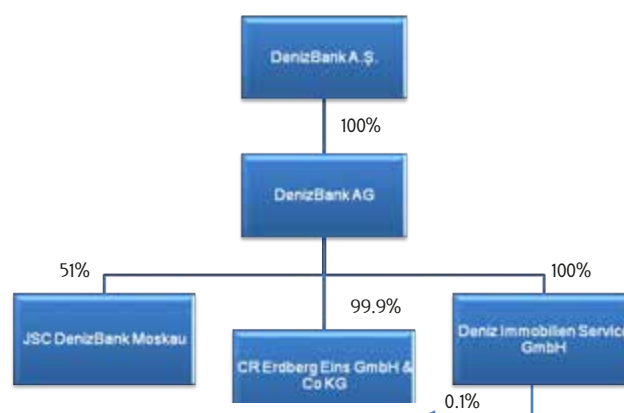 DenizBank A.Ş.
100%
DenizBank AG
51%
100%
99.9%
JSC DenizBank Moskau
CR Erdberg Eins GmbH &
Co KG
Deniz Immobilien Service
GmbH
0.1%